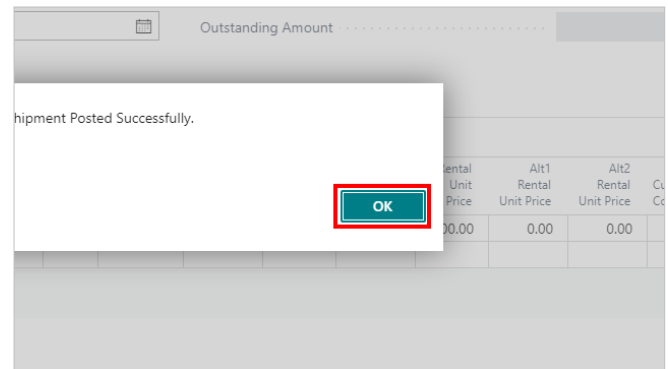 Outstanding Amount
hipment Posted Successfully.
OK
ental Unit Price
Alt1 Rental Unit Price
Alt2 Rental Unit Price
00.00 0.00 0.00